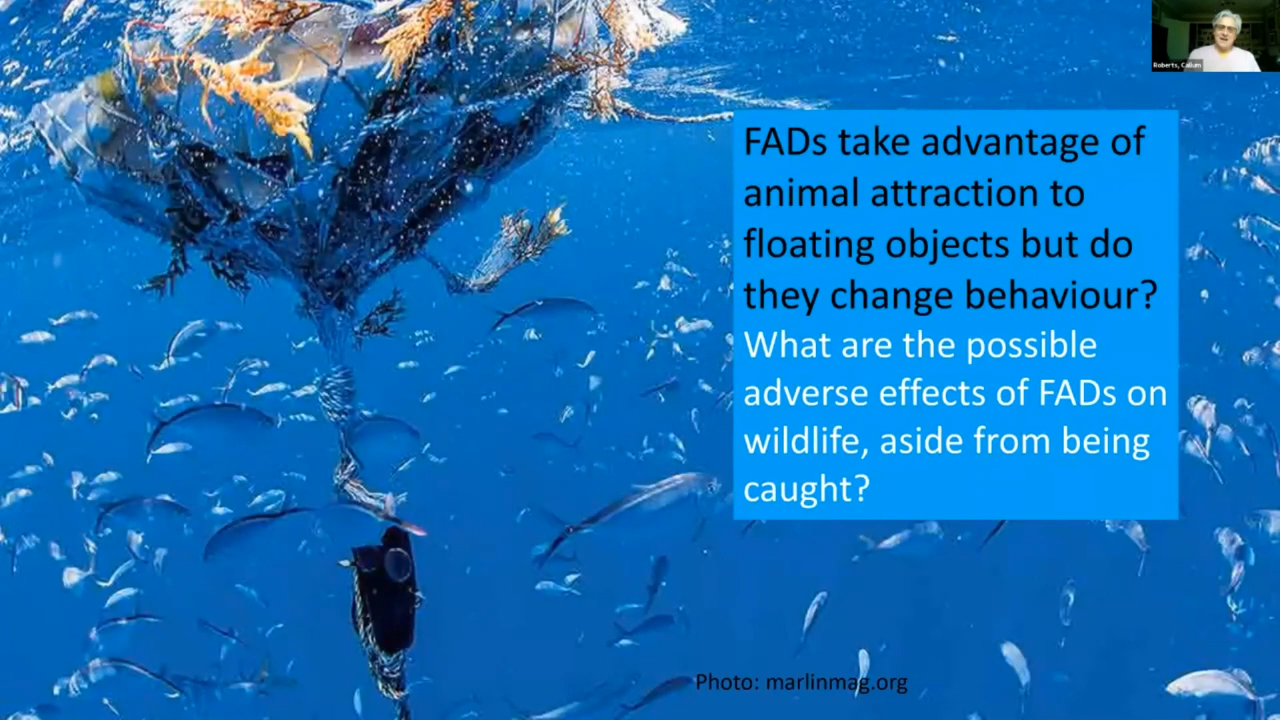 Roberts, Callum
FADs take advantage of
animal attraction to
floating objects but do
they change behaviour?
What are the possible
adverse effects of FADs on
wildlife, aside from being
caught?
Photo: marlinmag.org